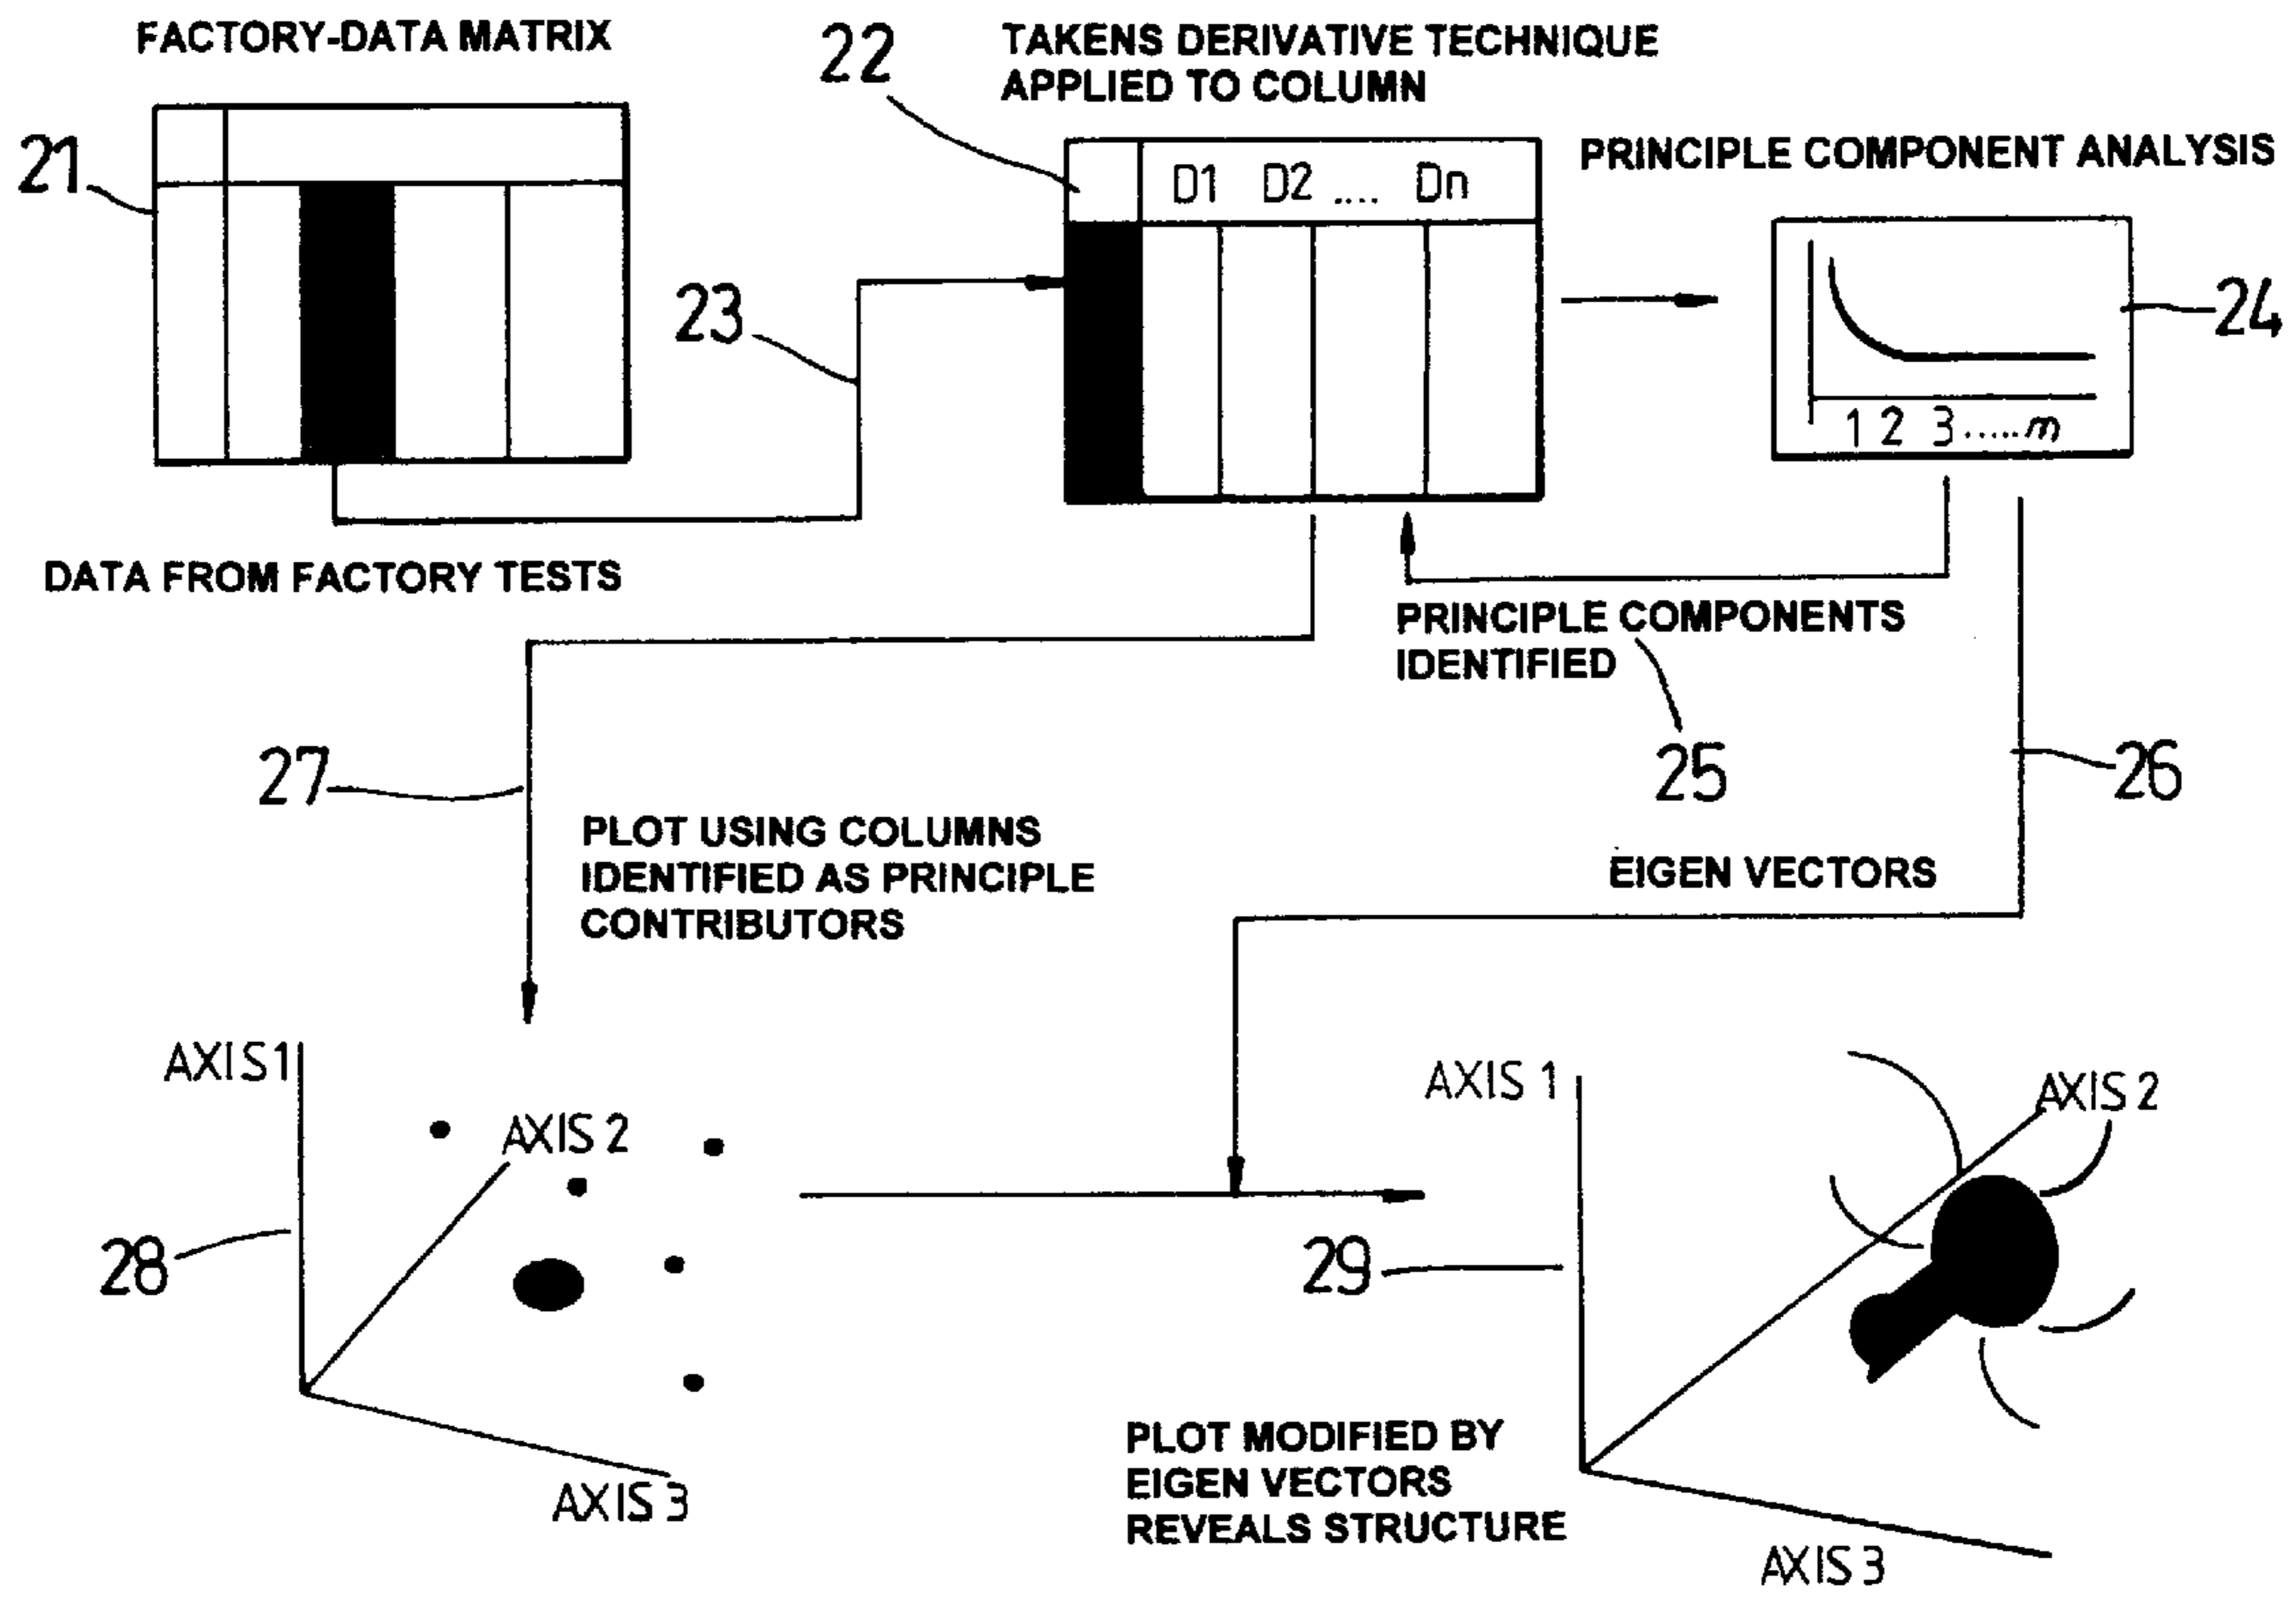 FACTORY-DATA MATRIX
22
TAKENS DERIVATIVE TECHNIQUE
APPLIED TO COLUMN
21
D1 D2 .... Dn
PRINCIPLE COMPONENT ANALYSIS
23
24
1 2 3 ..... m
DATA FROM FACTORY TESTS
PRINCIPLE COMPONENTS
IDENTIFIED
27
25
26
PLOT USING COLUMNS
IDENTIFIED AS PRINCIPLE
CONTRIBUTORS
EIGEN VECTORS
AXIS 1
AXIS 2
28
AXIS 3
AXIS 1
AXIS 2
29
PLOT MODIFIED BY
EIGEN VECTORS
REVEALS STRUCTURE
AXIS 3